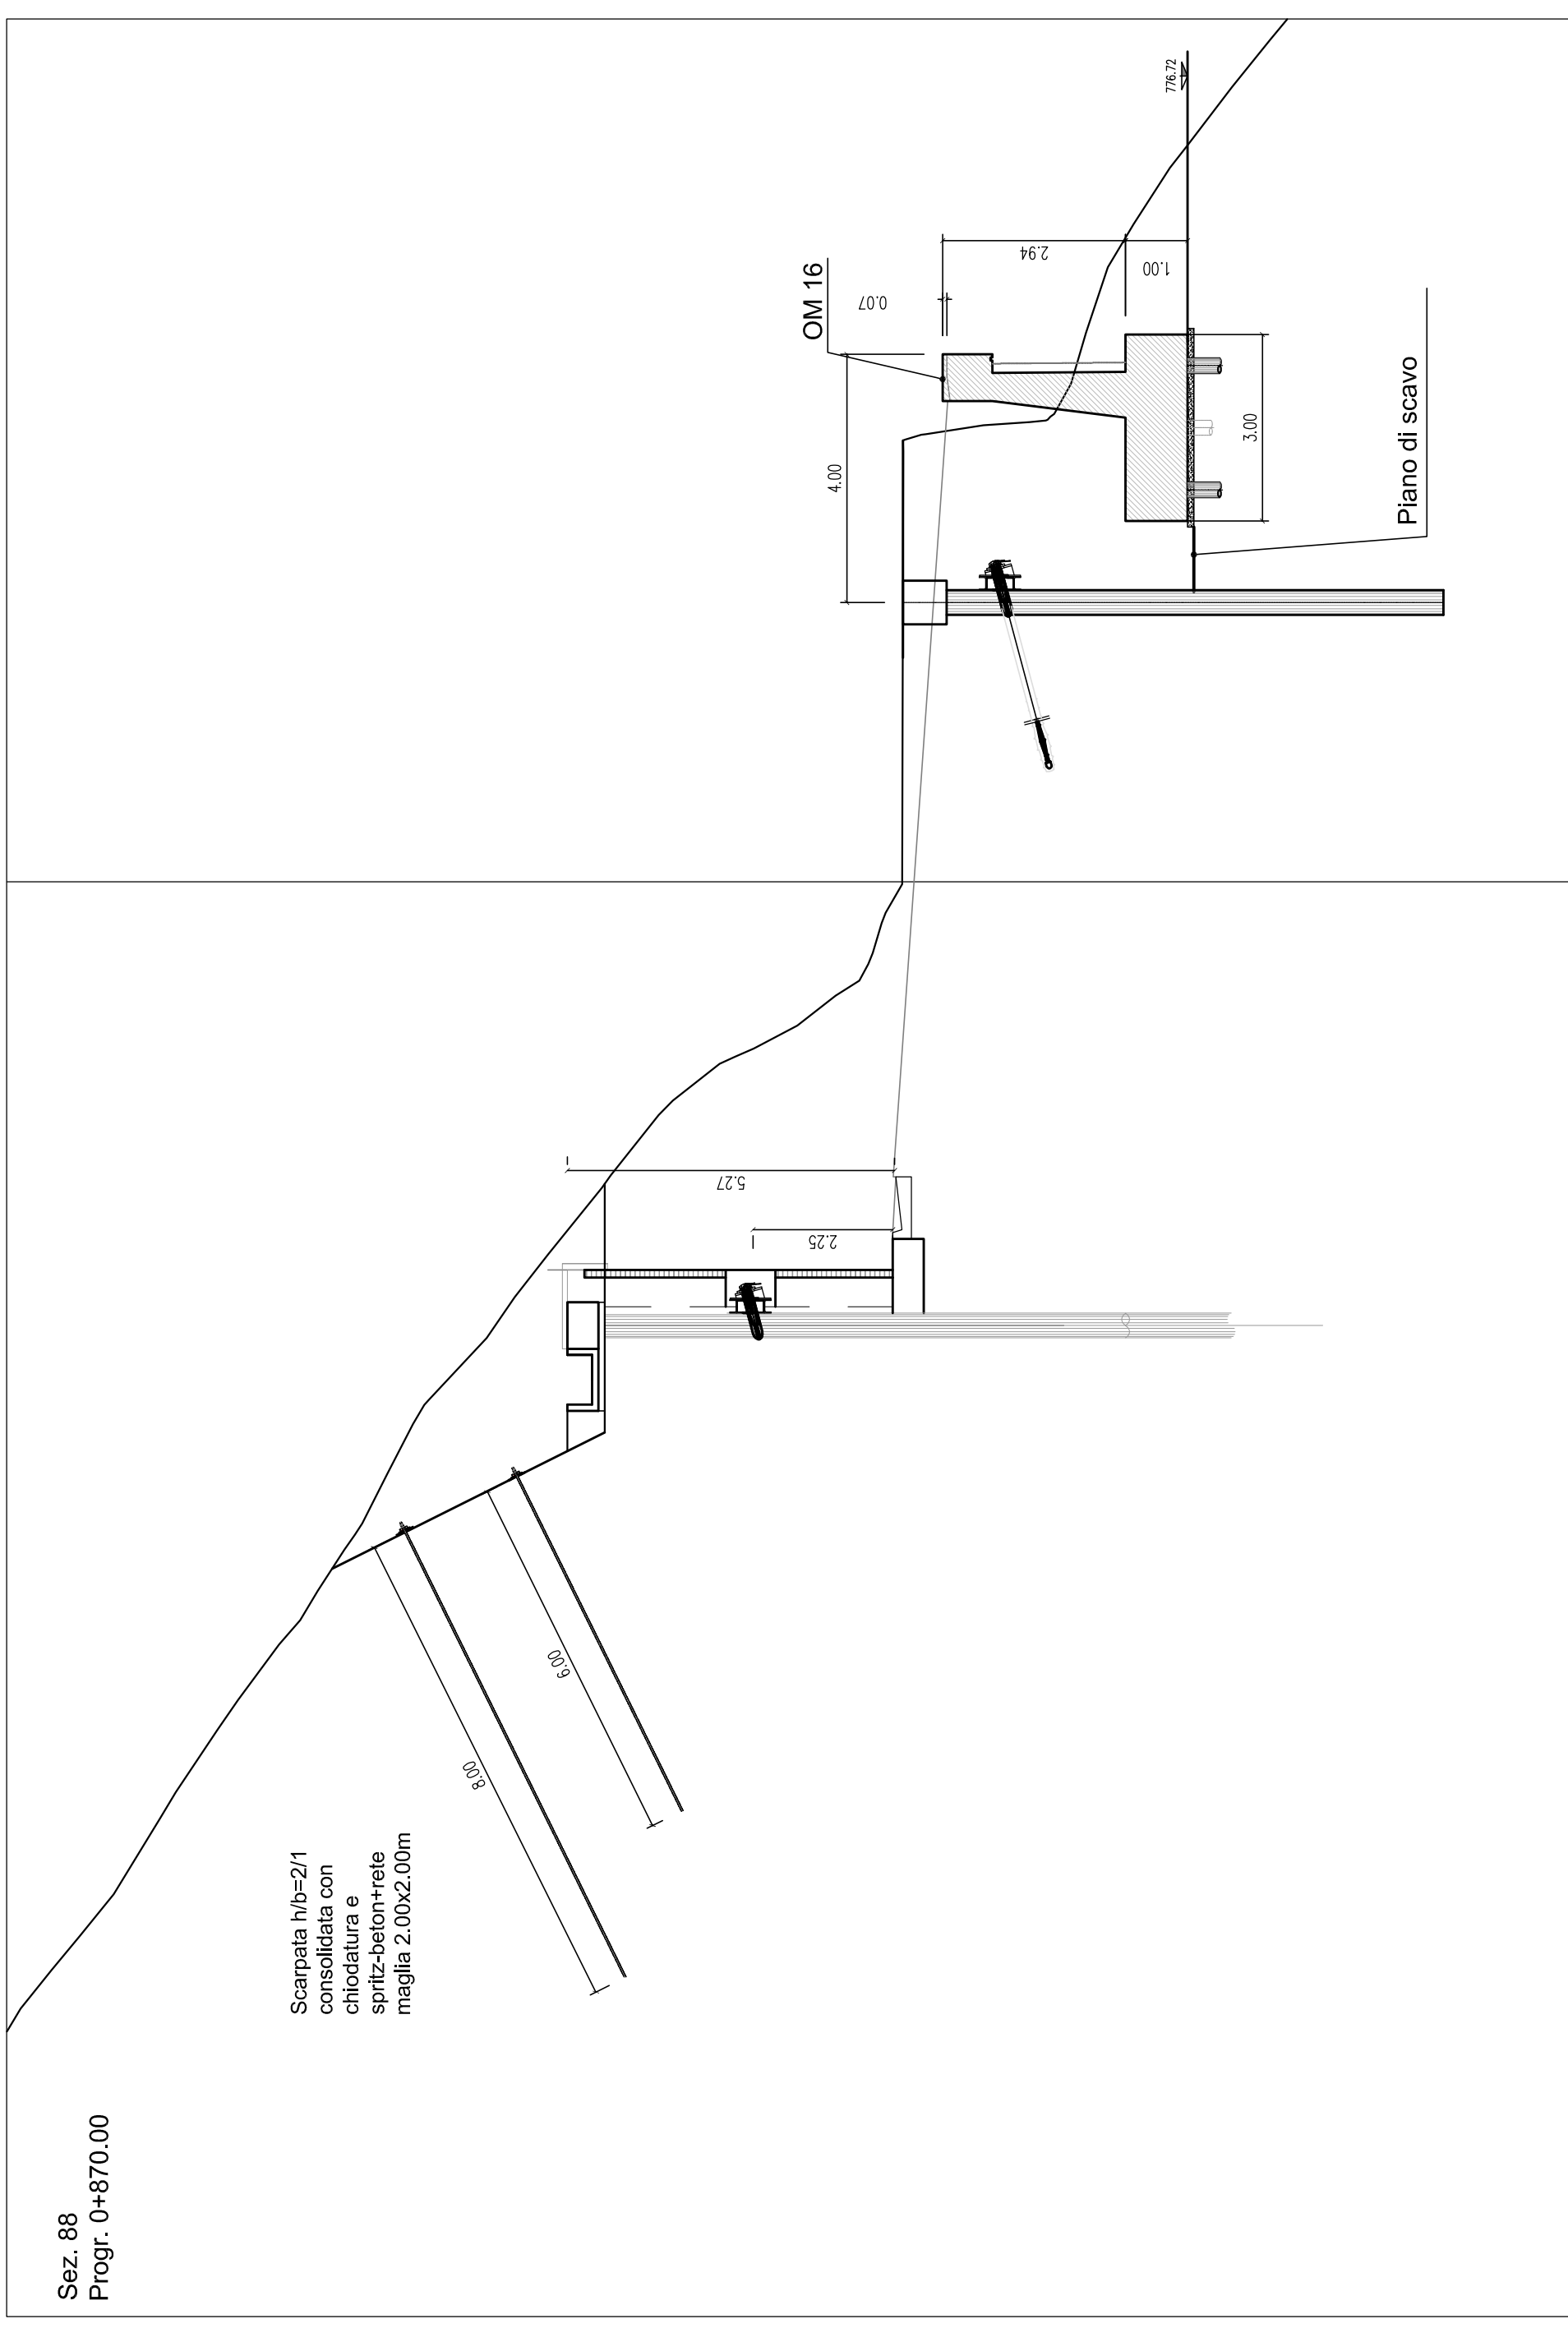 Sez. 88
Progr. 0+870.00
Scarpata h/b=2/1
consolidata con
chiodatura e
spritz-beton+rete
maglia 2.00x2.00m
8.00
6.00
5.27
2.25
4.00
OM 16
0.07
2.94
1.00
776.72
3.00
Piano di scavo